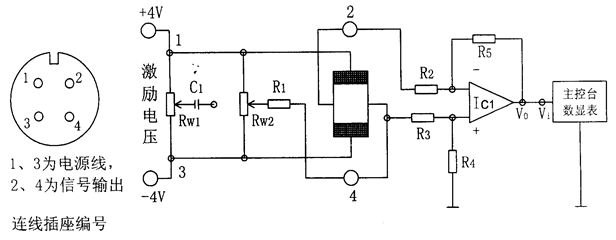 1
2
3
4
1、3为电源线，
2、4为信号输出
连线插座编号
+4V
1
激励电压
C1
RW1
RW2
R1
3
-4V
2
4
R2
R3
R4
R5
-
+
IC1
V0
Vi
主控台
数显表